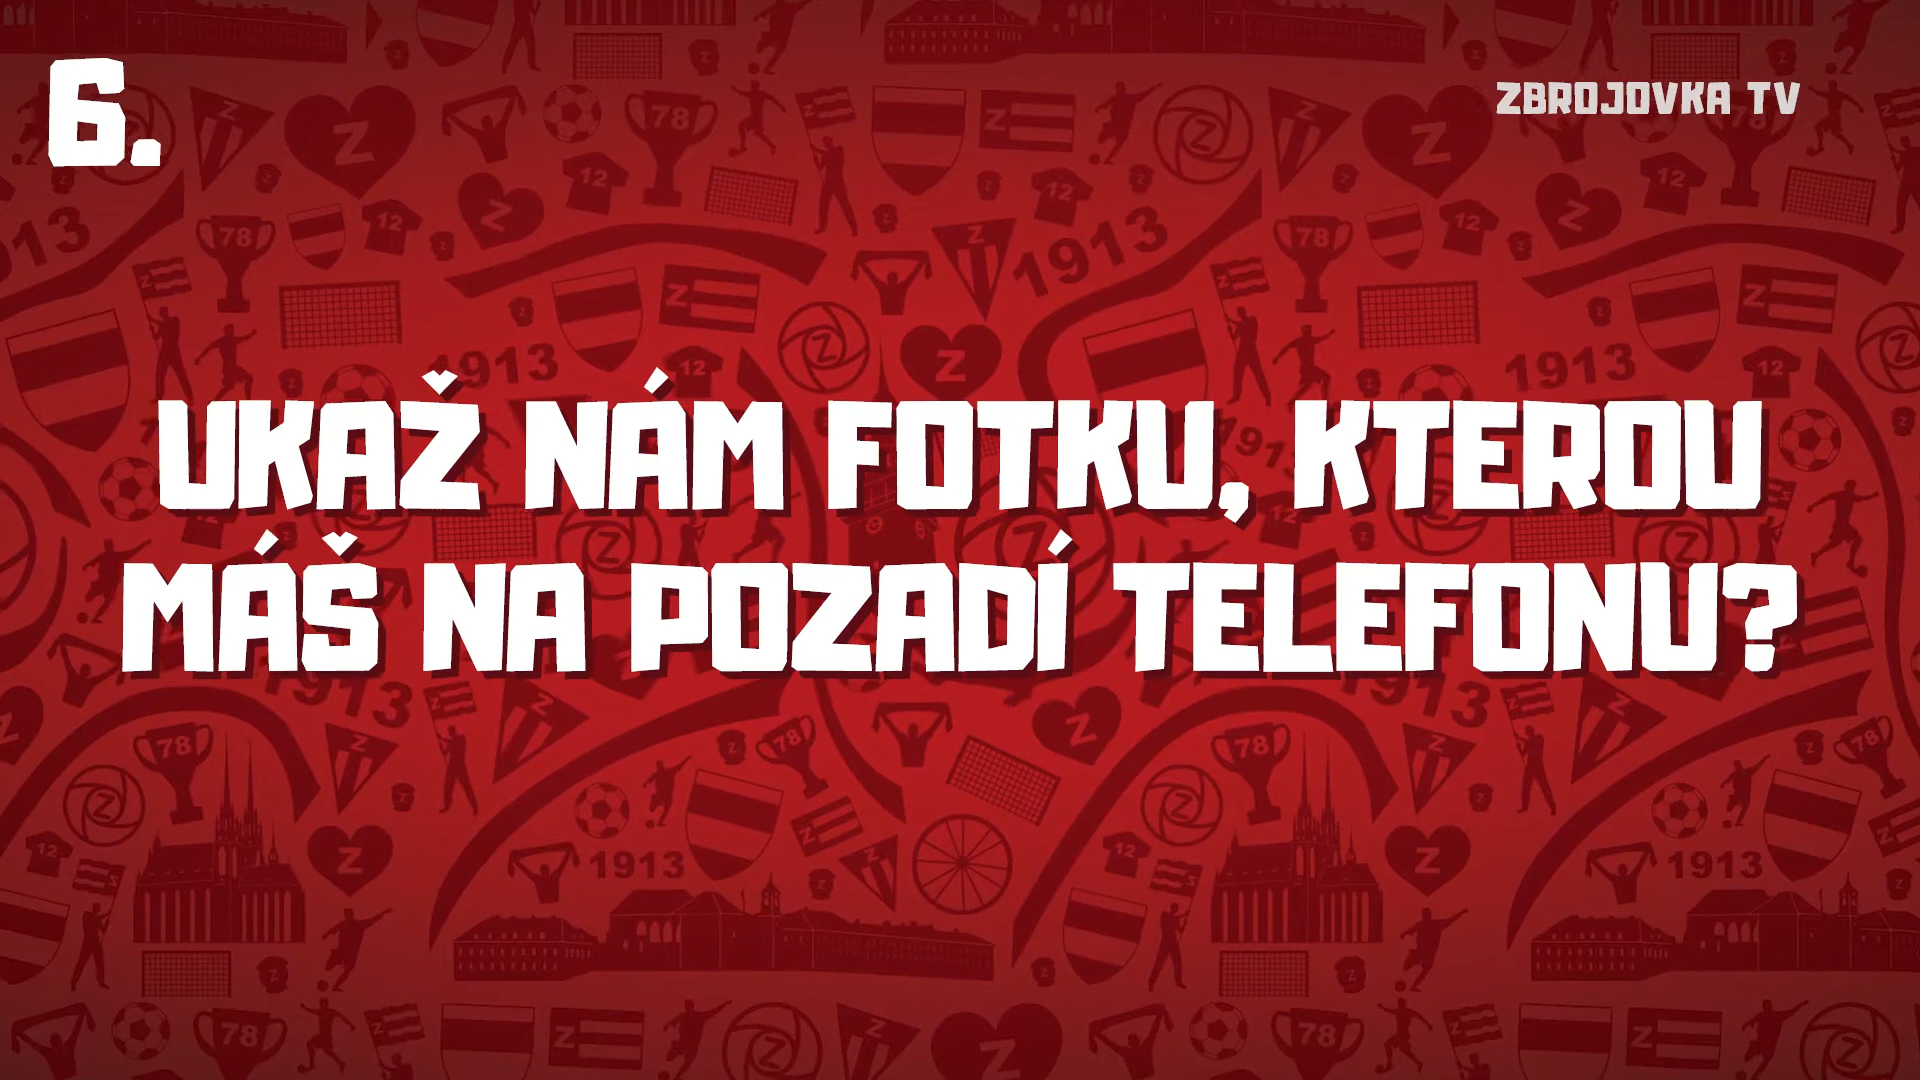 6.
ZBROJOVKA TV
UKAŽ NÁM FOTKU, KTEROU
MÁŠ NA POZADÍ TELEFONU?